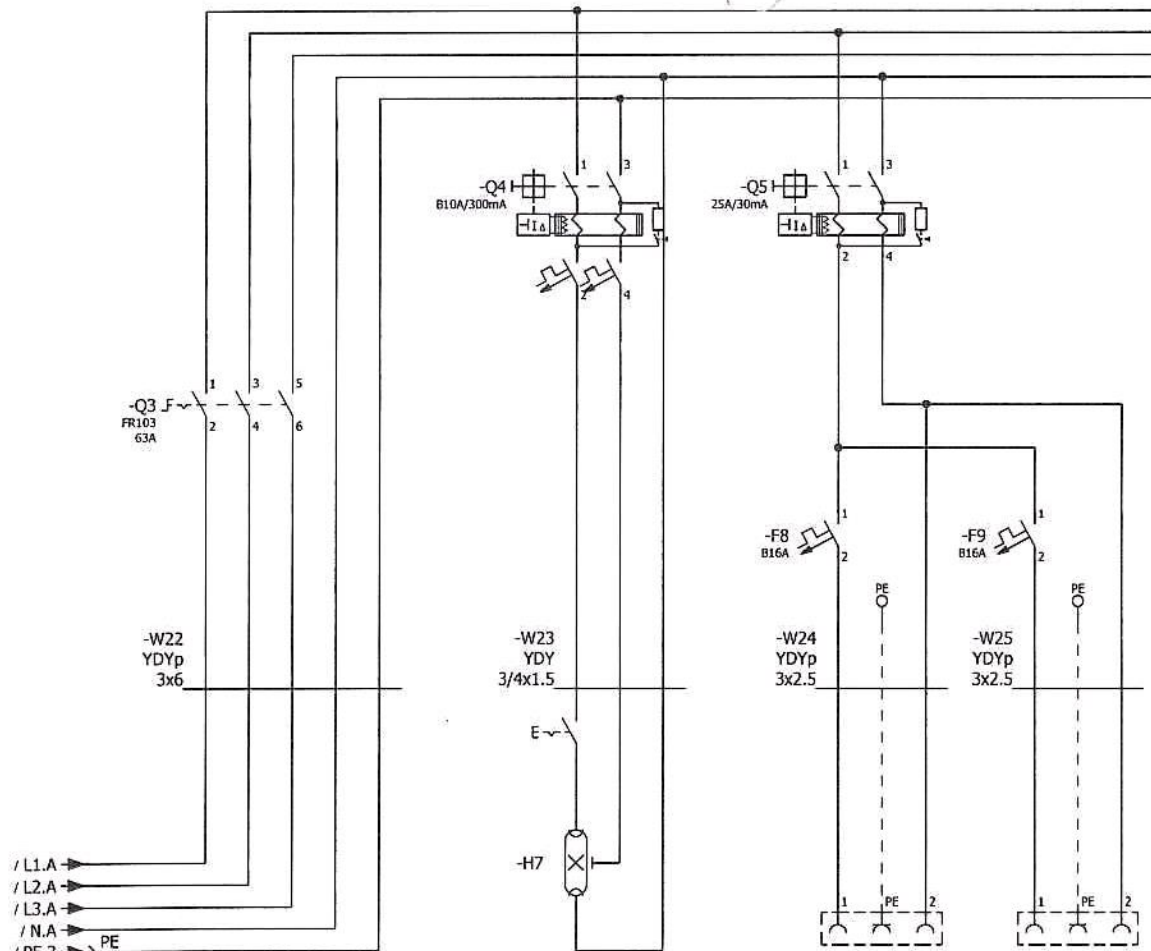 1 3
-Q4
B10A/300mA
I Δ
2 4
1 3
-Q5
25A/30mA
I Δ
2 4
1 3 5
-Q3
FR103
63A
2 4 6
1
-F8
B16A
2
1
-F9
B16A
2
PE
PE
-W22
YDYp
3x6
-W23
YDY
3/4x1.5
-W24
YDYp
3x2.5
-W25
YDYp
3x2.5
E
-H7
/ L1.A
/ L2.A
/ L3.A
/ N.A
PE
1 PE 2
1 PE 2